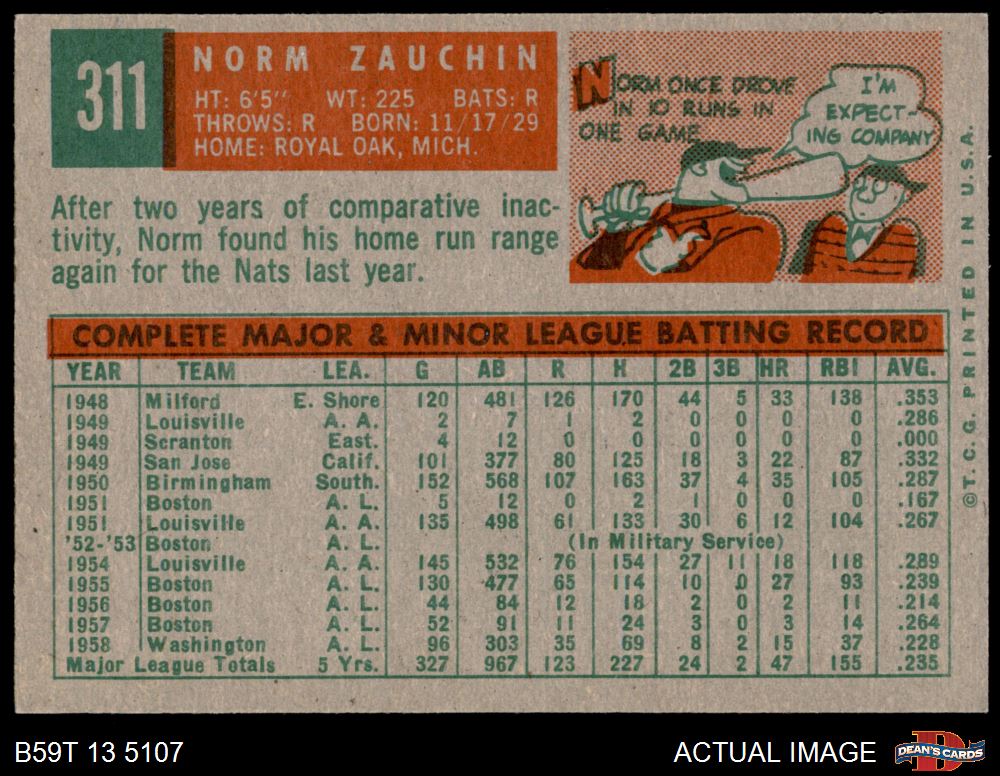 311
NORM ZAUCHIN
HT: 6'5" WT: 225 BATS: R
THROWS: R BORN: 11/17/29
HOME: ROYAL OAK, MICH.
NORM ONCE DROVE
IN 10 RUNS IN
ONE GAME
I'M
EXPECT-
ING COMPANY
After two years of comparative inac-
tivity, Norm found his home run range
again for the Nats last year.
COMPLETE MAJOR & MINOR LEAGUE BATTING RECORD
YEAR TEAM LEA. G AB R H 2B 3B HR RBI AVG.
1948 Milford E. Shore 120 481 126 170 44 5 33 138 .353
1949 Louisville A. A. 2 7 1 2 0 0 0 0 .286
1949 Scranton East. 4 12 0 0 0 0 0 0 .000
1949 San Jose Calif. 101 377 80 125 18 3 22 87 .332
1950 Birmingham South. 152 568 107 163 37 4 35 105 .287
1951 Boston A. L. 5 12 0 2 1 0 0 0 .167
1951 Louisville A. A. 135 498 61 133 30 6 12 104 .267
'52-'53 Boston A. L. (In Military Service)
1954 Louisville A. A. 145 532 76 154 27 11 18 118 .289
1955 Boston A. L. 130 477 65 114 10 0 27 93 .239
1956 Boston A. L. 44 84 12 18 2 0 2 11 .214
1957 Boston A. L. 52 91 11 24 3 0 3 14 .264
1958 Washington A. L. 96 303 35 69 8 2 15 37 .228
Major League Totals 5 Yrs. 327 967 123 227 24 2 47 155 .235
©T.C.G. PRINTED IN U.S.A.
B59T 13 5107
ACTUAL IMAGE
DEAN'S CARDS